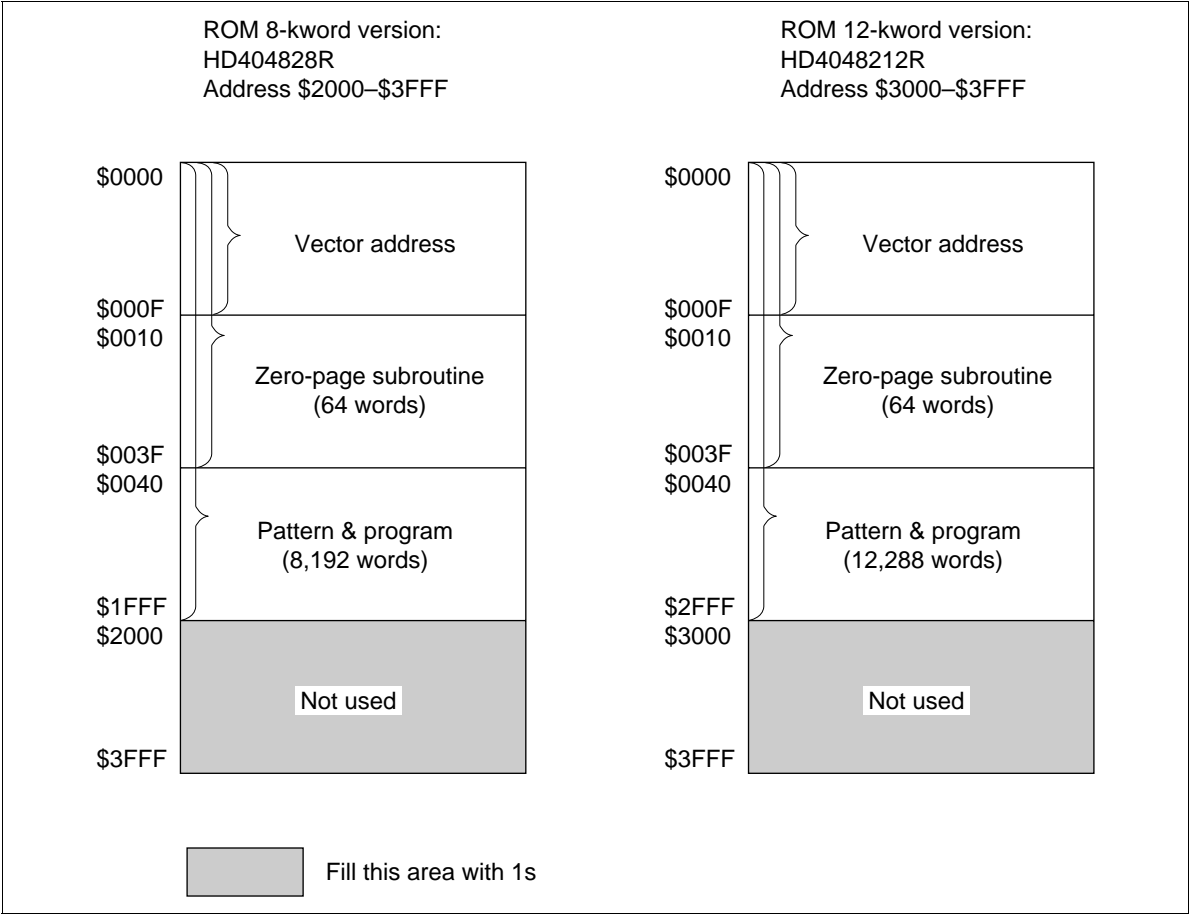 ROM 8-kword version:
HD404828R
Address $2000–$3FFF
$0000
Vector address
$000F
$0010
Zero-page subroutine
(64 words)
$003F
$0040
Pattern & program
(8,192 words)
$1FFF
$2000
Not used
$3FFF
ROM 12-kword version:
HD4048212R
Address $3000–$3FFF
$0000
Vector address
$000F
$0010
Zero-page subroutine
(64 words)
$003F
$0040
Pattern & program
(12,288 words)
$2FFF
$3000
Not used
$3FFF
Fill this area with 1s